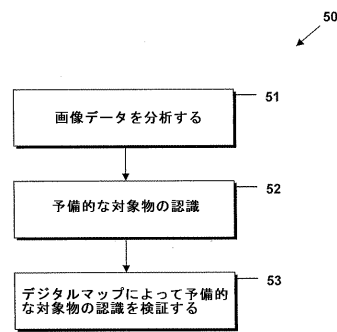 50
51
画像データを分析する
52
予備的な対象物の認識
53
デジタルマップによって予備的
な対象物の認識を検証する